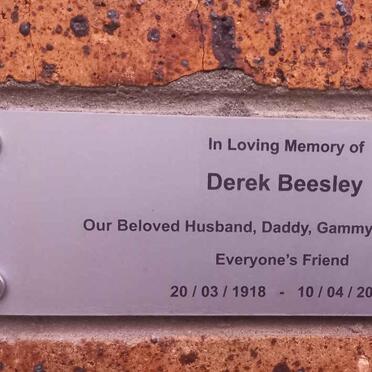 In Loving Memory of
Derek Beesley
Our Beloved Husband, Daddy, Gammy
Everyone's Friend
20 / 03 / 1918 - 10 / 04 / 20